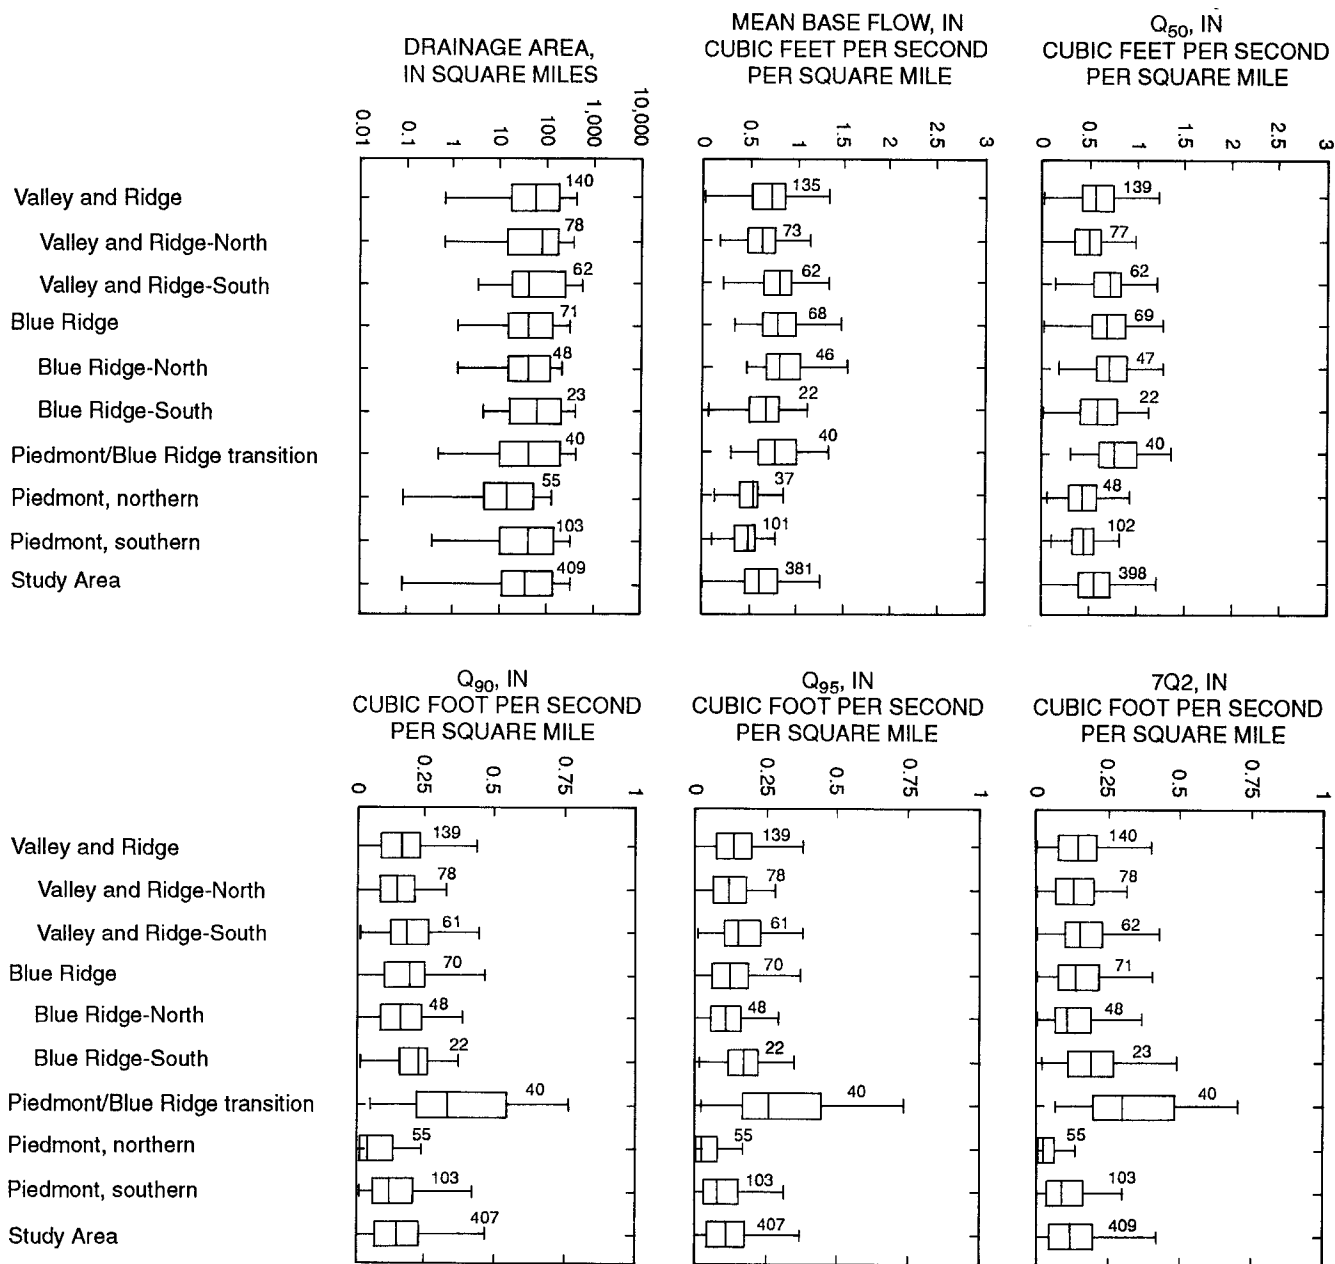 DRAINAGE AREA,
IN SQUARE MILES
MEAN BASE FLOW, IN
CUBIC FEET PER SECOND
PER SQUARE MILE
Q50, IN
CUBIC FEET PER SECOND
PER SQUARE MILE
0.01 0.1 1 10 100 1,000 10,000
0 0.5 1 1.5 2 2.5 3
0 0.5 1 1.5 2 2.5 3
Valley and Ridge 140 135 139
Valley and Ridge-North 78 73 77
Valley and Ridge-South 62 62 62
Blue Ridge 71 68 69
Blue Ridge-North 48 46 47
Blue Ridge-South 23 22 22
Piedmont/Blue Ridge transition 40 40 40
Piedmont, northern 55 37 48
Piedmont, southern 103 101 102
Study Area 409 381 398
Q90, IN
CUBIC FOOT PER SECOND
PER SQUARE MILE
Q95, IN
CUBIC FOOT PER SECOND
PER SQUARE MILE
7Q2, IN
CUBIC FOOT PER SECOND
PER SQUARE MILE
0 0.25 0.5 0.75 1
0 0.25 0.5 0.75 1
0 0.25 0.5 0.75 1
Valley and Ridge 139 139 140
Valley and Ridge-North 78 78 78
Valley and Ridge-South 61 61 62
Blue Ridge 70 70 71
Blue Ridge-North 48 48 48
Blue Ridge-South 22 22 23
Piedmont/Blue Ridge transition 40 40 40
Piedmont, northern 55 55 55
Piedmont, southern 103 103 103
Study Area 407 407 409